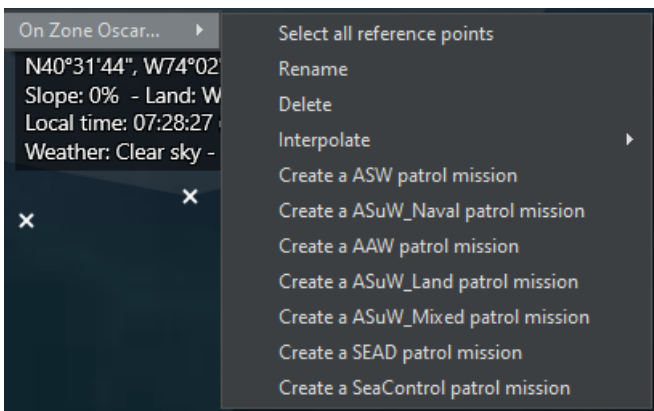 On Zone Oscar...
N40°31'44", W74°02'
Slope: 0% - Land: W
Local time: 07:28:27
Weather: Clear sky -
Select all reference points
Rename
Delete
Interpolate
Create a ASW patrol mission
Create a ASuW_Naval patrol mission
Create a AAW patrol mission
Create a ASuW_Land patrol mission
Create a ASuW_Mixed patrol mission
Create a SEAD patrol mission
Create a SeaControl patrol mission